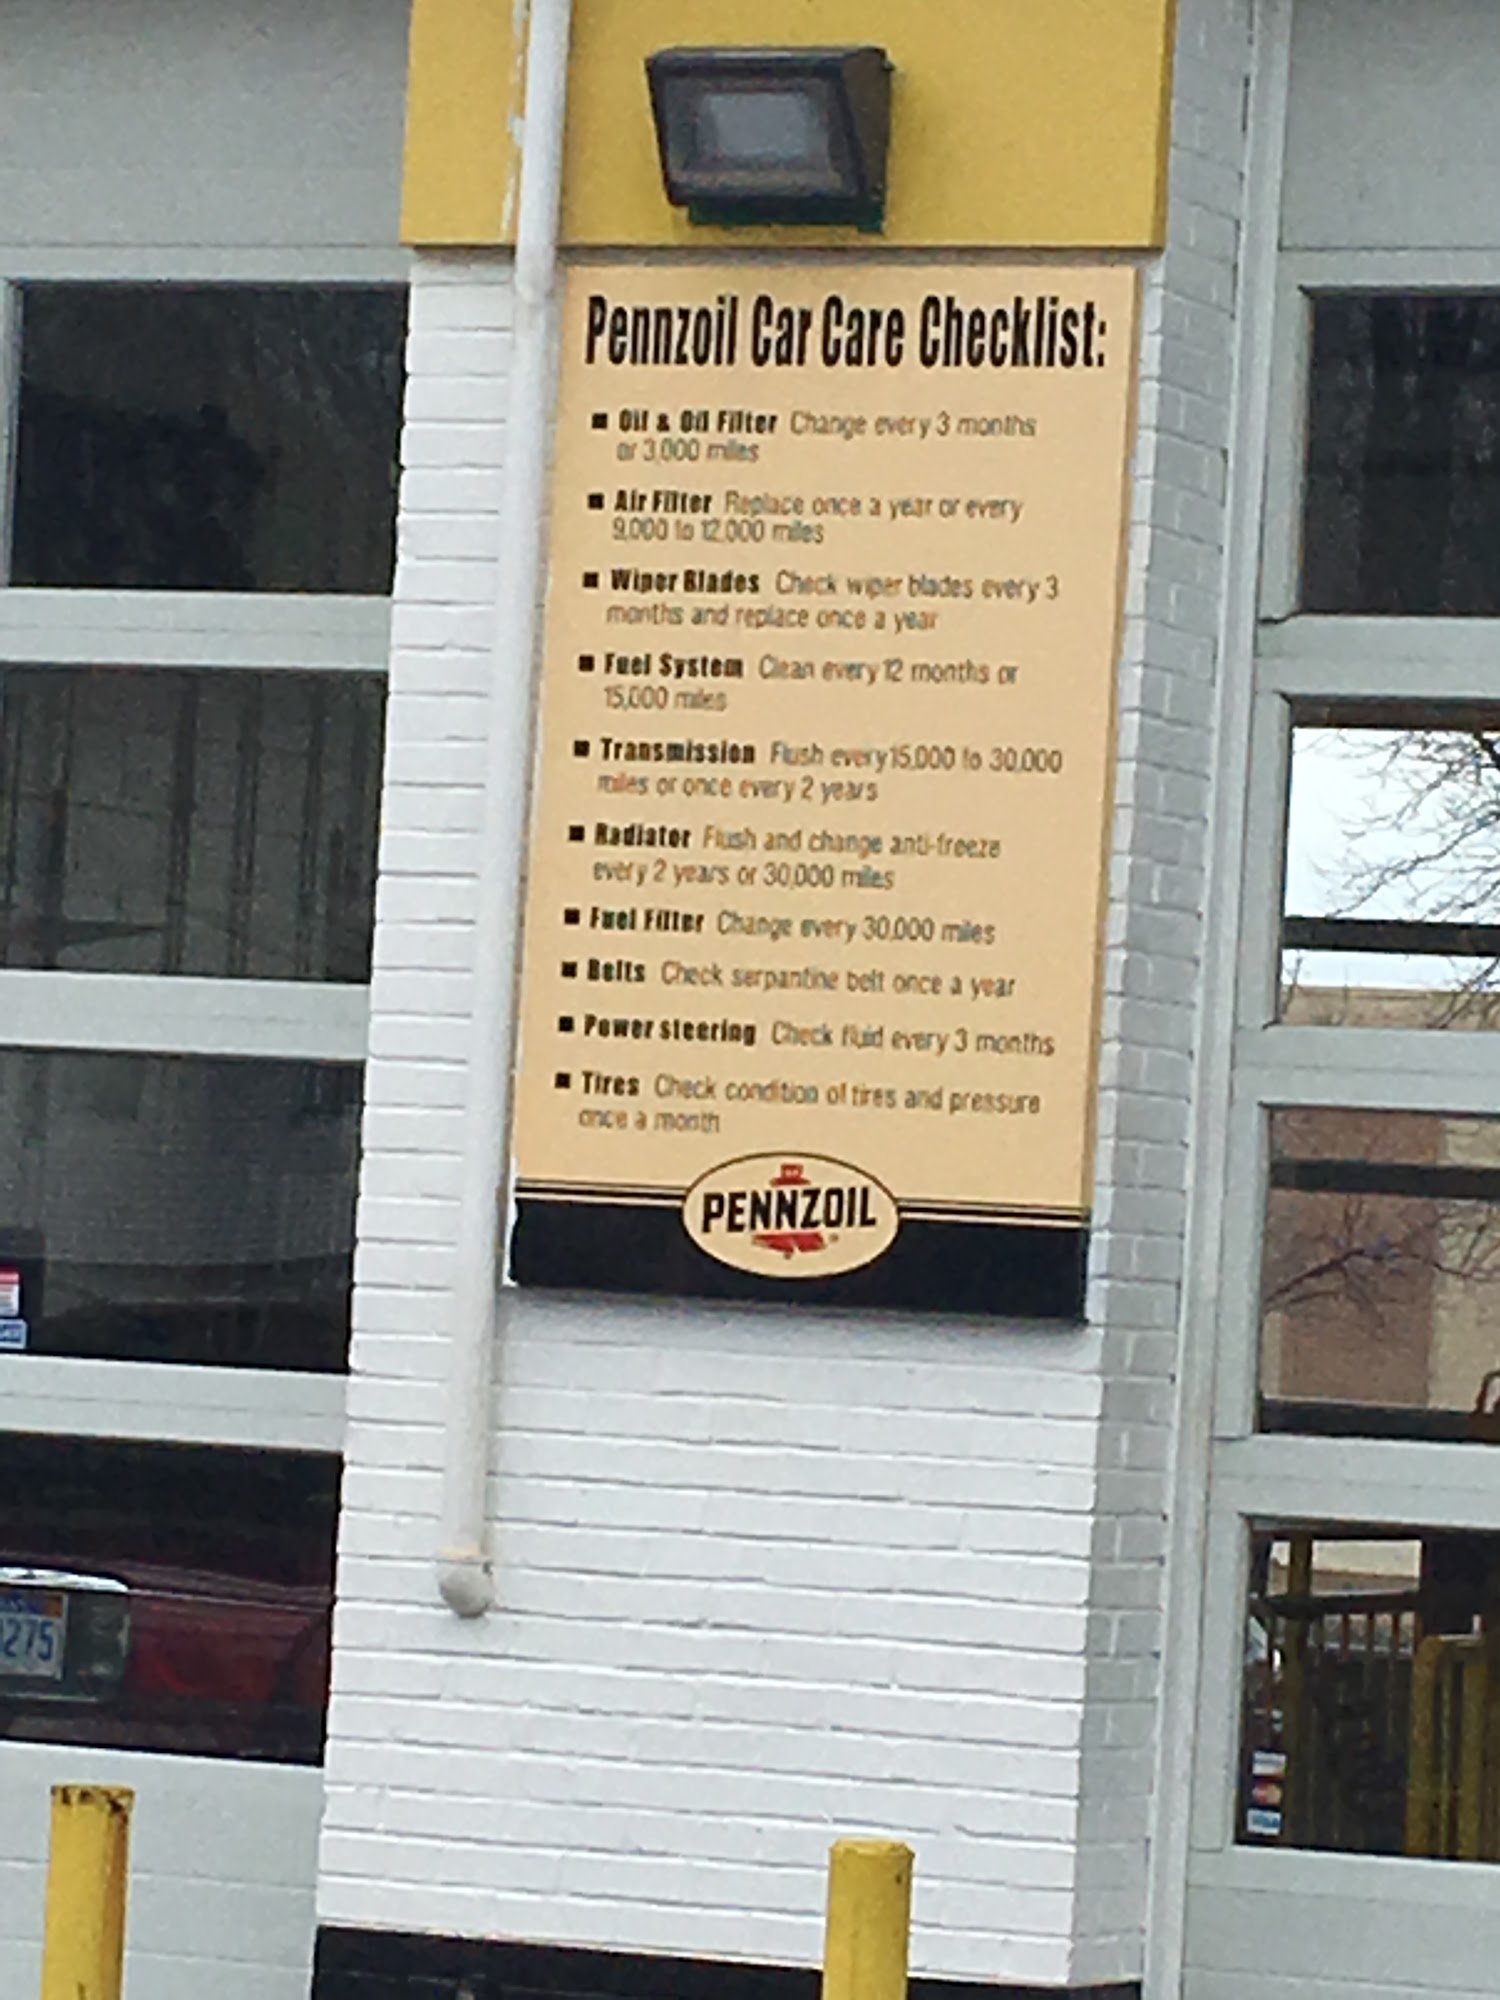 Pennzoil Car Care Checklist:
■ Oil & Oil Filter Change every 3 months
or 3,000 miles
■ Air Filter Replace once a year or every
9,000 to 12,000 miles
■ Wiper Blades Check wiper blades every 3
months and replace once a year
■ Fuel System Clean every 12 months or
15,000 miles
■ Transmission Flush every 15,000 to 30,000
miles or once every 2 years
■ Radiator Flush and change anti-freeze
every 2 years or 30,000 miles
■ Fuel Filter Change every 30,000 miles
■ Belts Check serpantine belt once a year
■ Power steering Check fluid every 3 months
■ Tires Check condition of tires and pressure
once a month
PENNZOIL
275
VISA